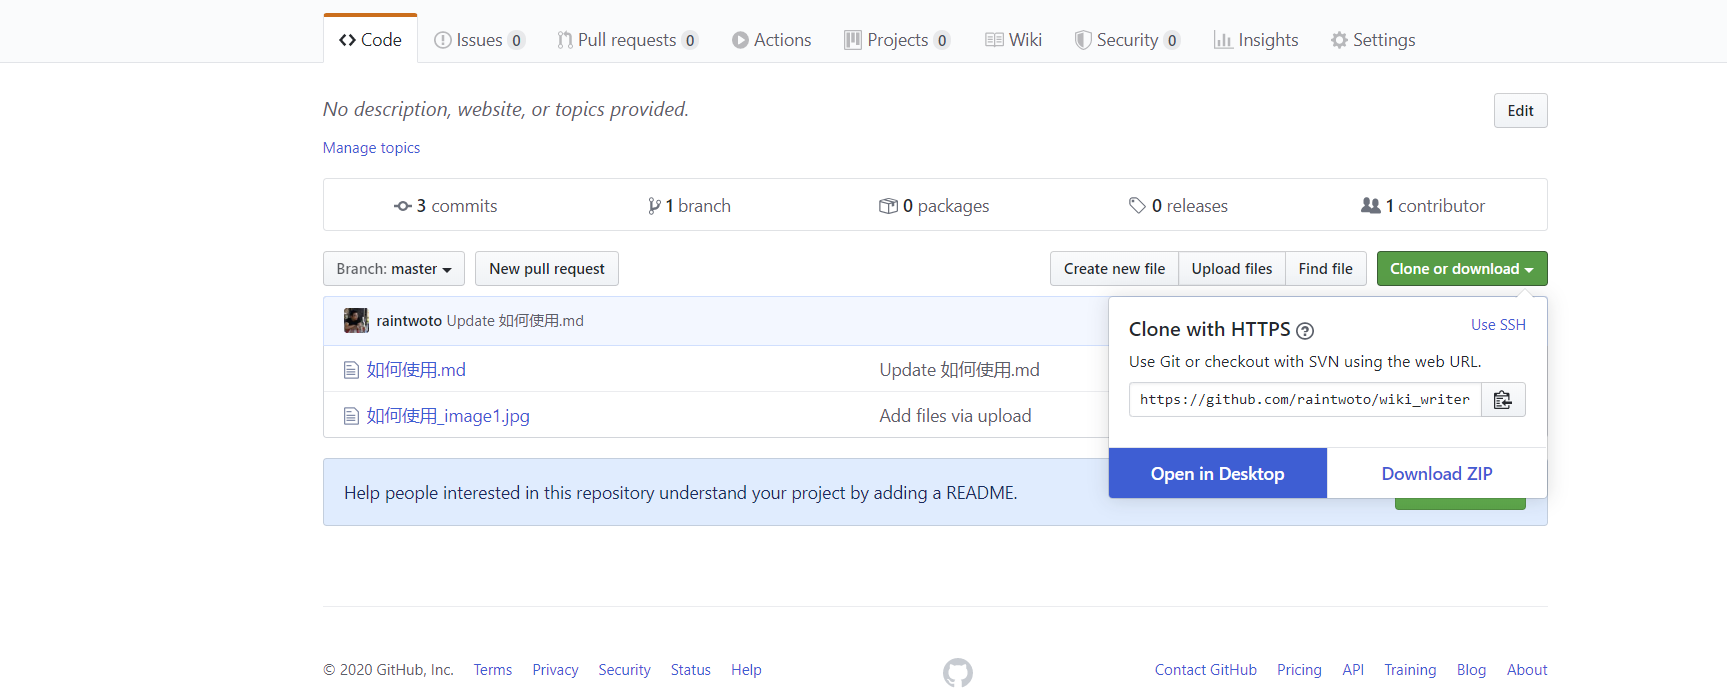 Code Issues 0 Pull requests 0 Actions Projects 0 Wiki Security 0 Insights Settings
No description, website, or topics provided. Edit
Manage topics
3 commits 1 branch 0 packages 0 releases 1 contributor
Branch: master New pull request Create new file Upload files Find file Clone or download
raintwoto Update 如何使用.md
如何使用.md Update 如何使用.md
如何使用_image1.jpg Add files via upload
Clone with HTTPS Use SSH
Use Git or checkout with SVN using the web URL.
https://github.com/raintwoto/wiki_writer
Open in Desktop Download ZIP
Help people interested in this repository understand your project by adding a README.
© 2020 GitHub, Inc. Terms Privacy Security Status Help Contact GitHub Pricing API Training Blog About